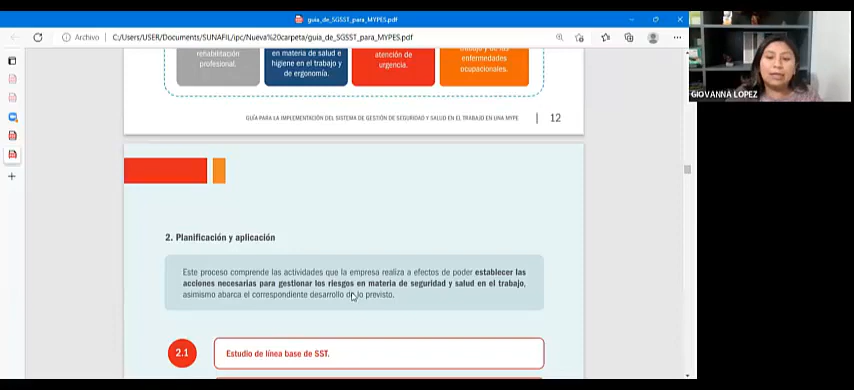 guia_de_SGSST_para_MYPES.pdf
Archivo
C:/Users/USER/Documents/SUNAFIL/ipc/Nueva%20carpeta/guia_de_SGSST_para_MYPES.pdf
GIOVANNA LOPEZ
rehabilitación
profesional.
en materia de salud e
higiene en el trabajo y
de ergonomía.
atención de
urgencia.
trabajo y de las
enfermedades
ocupacionales.
GUÍA PARA LA IMPLEMENTACIÓN DEL SISTEMA DE GESTIÓN DE SEGURIDAD Y SALUD EN EL TRABAJO EN UNA MYPE | 12
2. Planificación y aplicación
Este proceso comprende las actividades que la empresa realiza a efectos de poder establecer las
acciones necesarias para gestionar los riesgos en materia de seguridad y salud en el trabajo,
asimismo abarca el correspondiente desarrollo de lo previsto.
2.1 Estudio de línea base de SST.